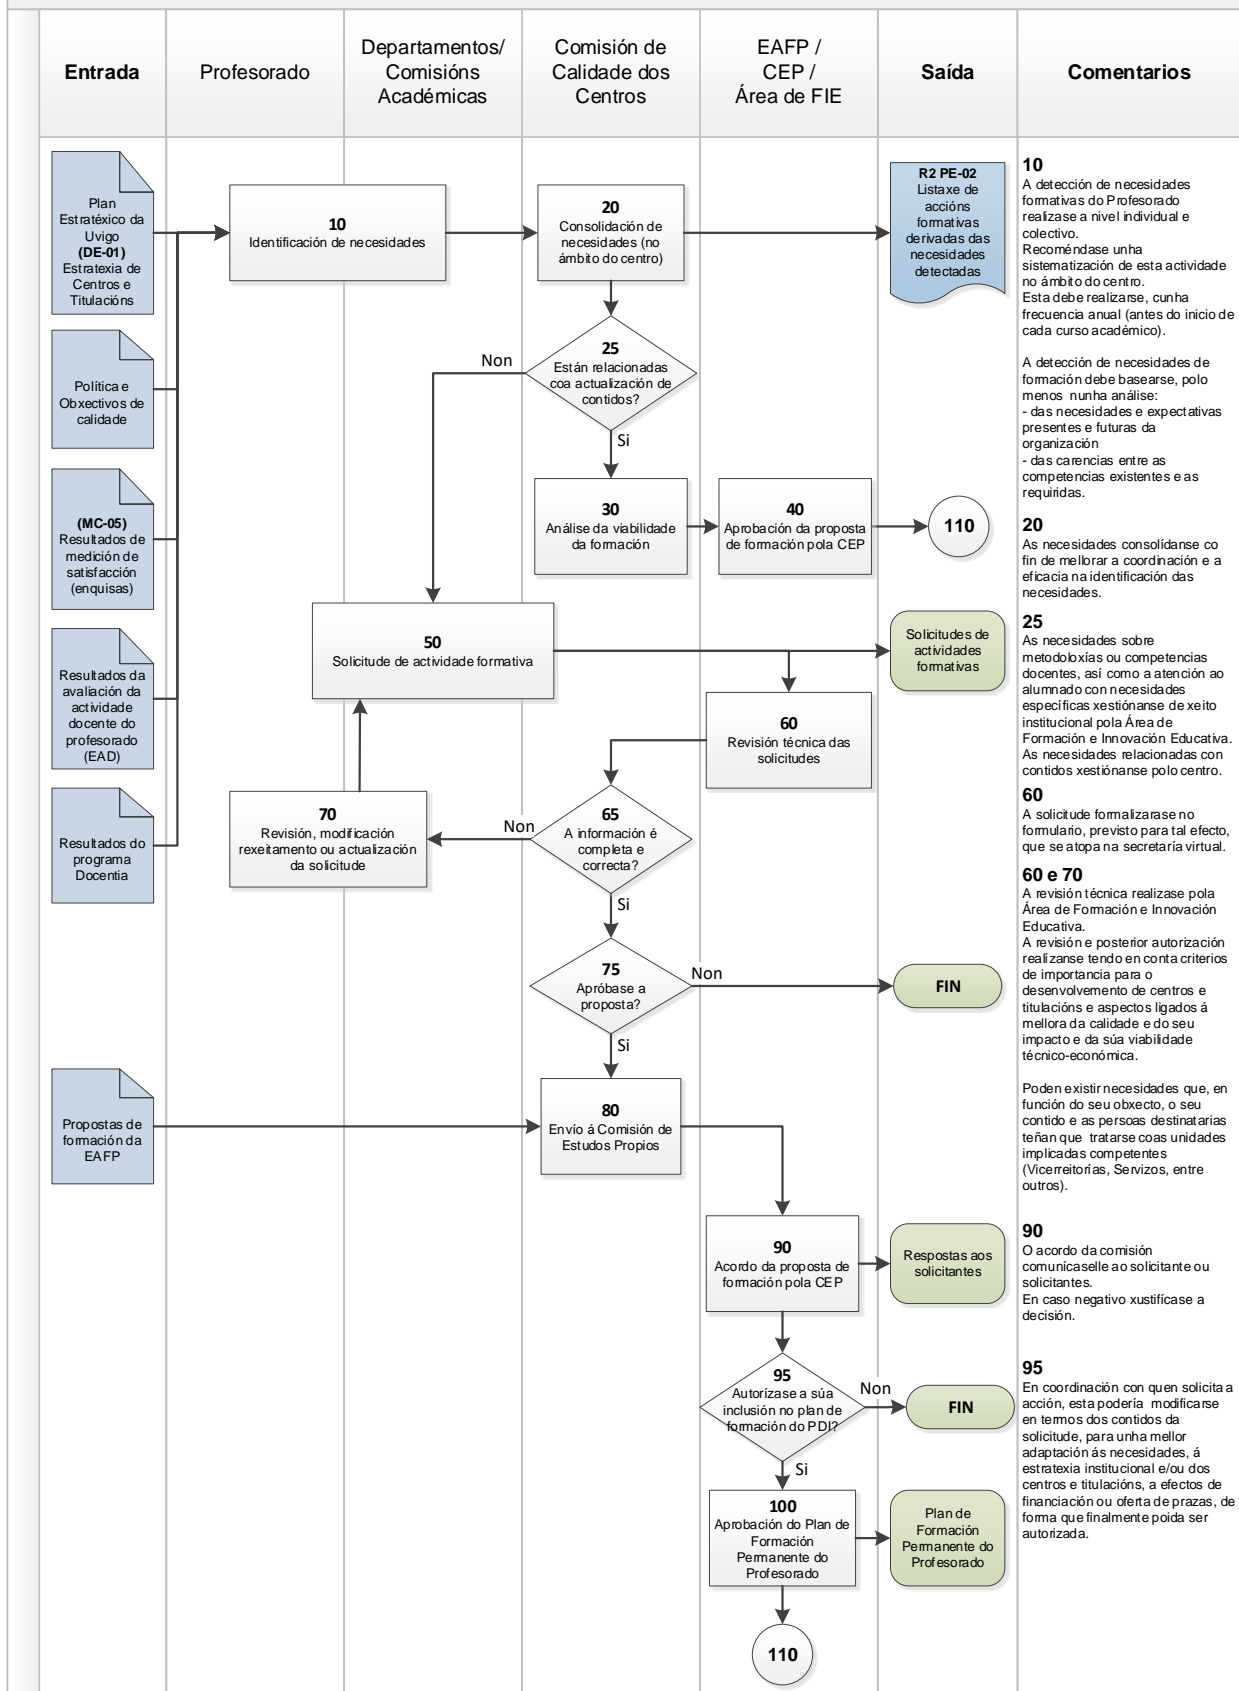 Entrada
Profesorado
Departamentos/
Comisións
Académicas
Comisión de
Calidade dos
Centros
EAFP /
CEP /
Área de FIE
Saída
Comentarios
Plan
Estratéxico da
Uvigo
(DE-01)
Estratexia de
Centros e
Titulacións
Política e
Obxectivos de
calidade
(MC-05)
Resultados de
medición de
satisfacción
(enquisas)
Resultados da
avaliación da
actividade
docente do
profesorado
(EAD)
Resultados do
programa
Docentia
Propostas de
formación da
EAFP
10
Identificación de necesidades
20
Consolidación de
necesidades (no
ámbito do centro)
R2 PE-02
Listaxe de
accións
formativas
derivadas das
necesidades
detectadas
25
Están relacionadas
coa actualización de
contidos?
Non
Si
30
Análise da viabilidade
da formación
40
Aprobación da proposta
de formación pola CEP
110
50
Solicitude de actividade formativa
Solicitudes de
actividades
formativas
60
Revisión técnica das
solicitudes
65
A información é
completa e
correcta?
Non
Si
70
Revisión, modificación
rexeitamento ou actualización
da solicitude
75
Apróbase a
proposta?
Non
Si
FIN
80
Envío á Comisión de
Estudos Propios
90
Acordo da proposta de
formación pola CEP
Respostas aos
solicitantes
95
Autorízase a súa
inclusión no plan de
formación do PDI?
Non
Si
FIN
100
Aprobación do Plan de
Formación
Permanente do
Profesorado
Plan de
Formación
Permanente do
Profesorado
110
10
A detección de necesidades
formativas do Profesorado
realizase a nivel individual e
colectivo.
Recoméndase unha
sistematización de esta actividade
no ámbito do centro.
Esta debe realizarse, cunha
frecuencia anual (antes do inicio de
cada curso académico).
A detección de necesidades de
formación debe basearse, polo
menos nunha análise:
- das necesidades e expectativas
presentes e futuras da
organización
- das carencias entre as
competencias existentes e as
requiridas.
20
As necesidades consolídanse co
fin de mellorar a coordinación e a
eficacia na identificación das
necesidades.
25
As necesidades sobre
metodoloxías ou competencias
docentes, así como a atención ao
alumnado con necesidades
específicas xestiónanse de xeito
institucional pola Área de
Formación e Innovación Educativa.
As necesidades relacionadas con
contidos xestiónanse polo centro.
60
A solicitude formalizarase no
formulario, previsto para tal efecto,
que se atopa na secretaría virtual.
60 e 70
A revisión técnica realizase pola
Área de Formación e Innovación
Educativa.
A revisión e posterior autorización
realízanse tendo en conta criterios
de importancia para o
desenvolvemento de centros e
titulacións e aspectos ligados á
mellora da calidade e do seu
impacto e da súa viabilidade
técnico-económica.
Poden existir necesidades que, en
función do seu obxecto, o seu
contido e as persoas destinatarias
teñan que tratarse coas unidades
implicadas competentes
(Vicerreitorías, Servizos, entre
outros).
90
O acordo da comisión
comunícaselle ao solicitante ou
solicitantes.
En caso negativo xustifícase a
decisión.
95
En coordinación con quen solicita a
acción, esta podería modificarse
en termos dos contidos da
solicitude, para unha mellor
adaptación ás necesidades, á
estratexia institucional e/ou dos
centros e titulacións, a efectos de
financiación ou oferta de prazas, de
forma que finalmente poida ser
autorizada.